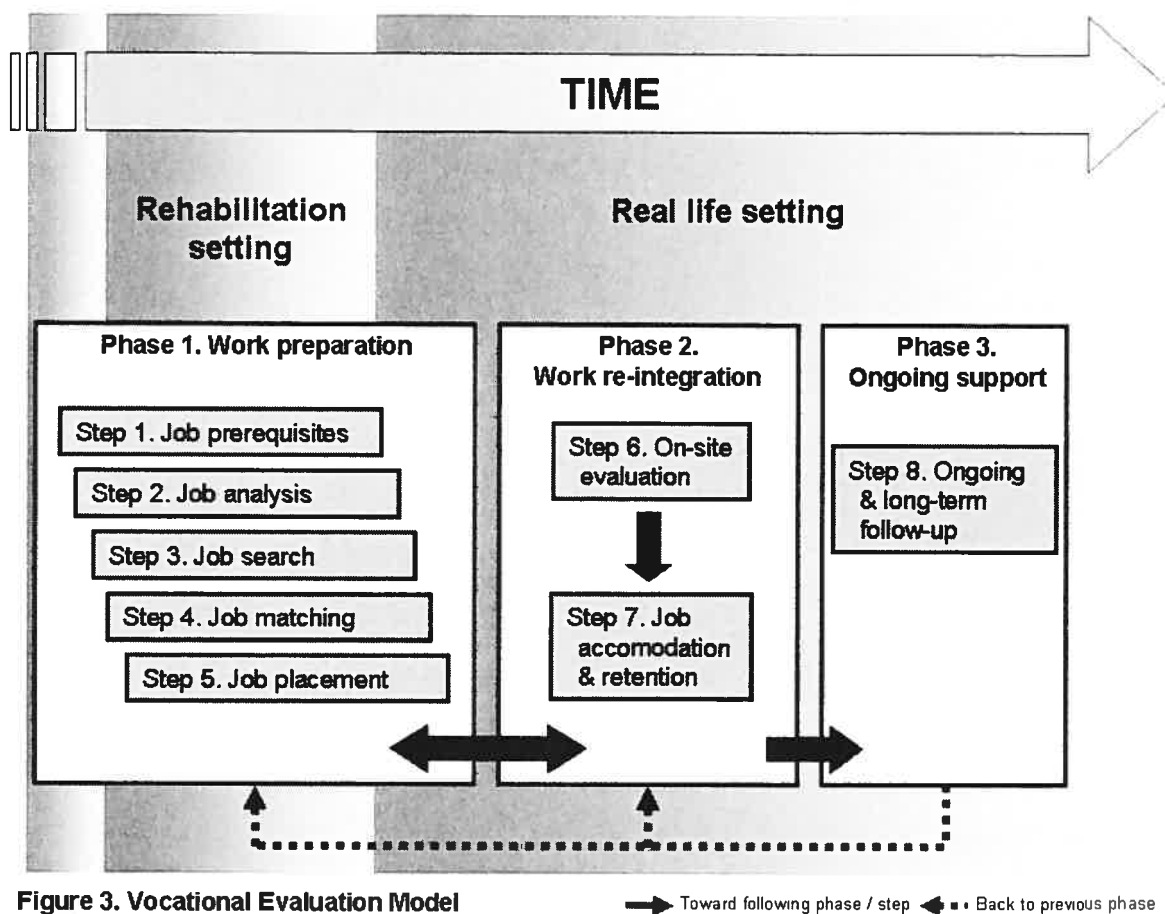 TIME
Rehabilitation
setting
Real life setting
Phase 1. Work preparation
Step 1. Job prerequisites
Step 2. Job analysis
Step 3. Job search
Step 4. Job matching
Step 5. Job placement
Phase 2.
Work re-integration
Step 6. On-site
evaluation
Step 7. Job
accomodation
& retention
Phase 3.
Ongoing support
Step 8. Ongoing
& long-term
follow-up
Figure 3. Vocational Evaluation Model
Toward following phase / step
Back to previous phase